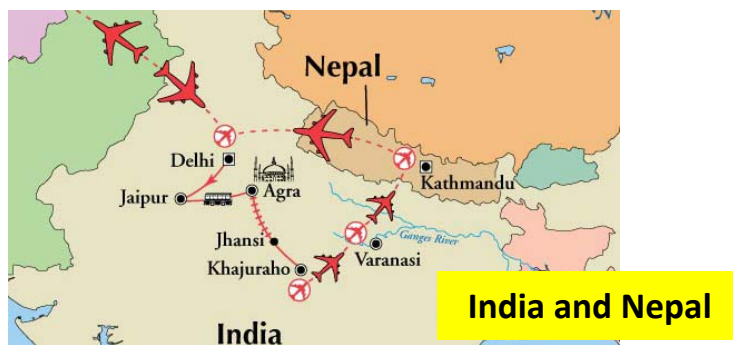 N
Nepal
Delhi
Kathmandu
Jaipur
Agra
Jhansi
Ganges River
Khajuraho
Varanasi
India
India and Nepal